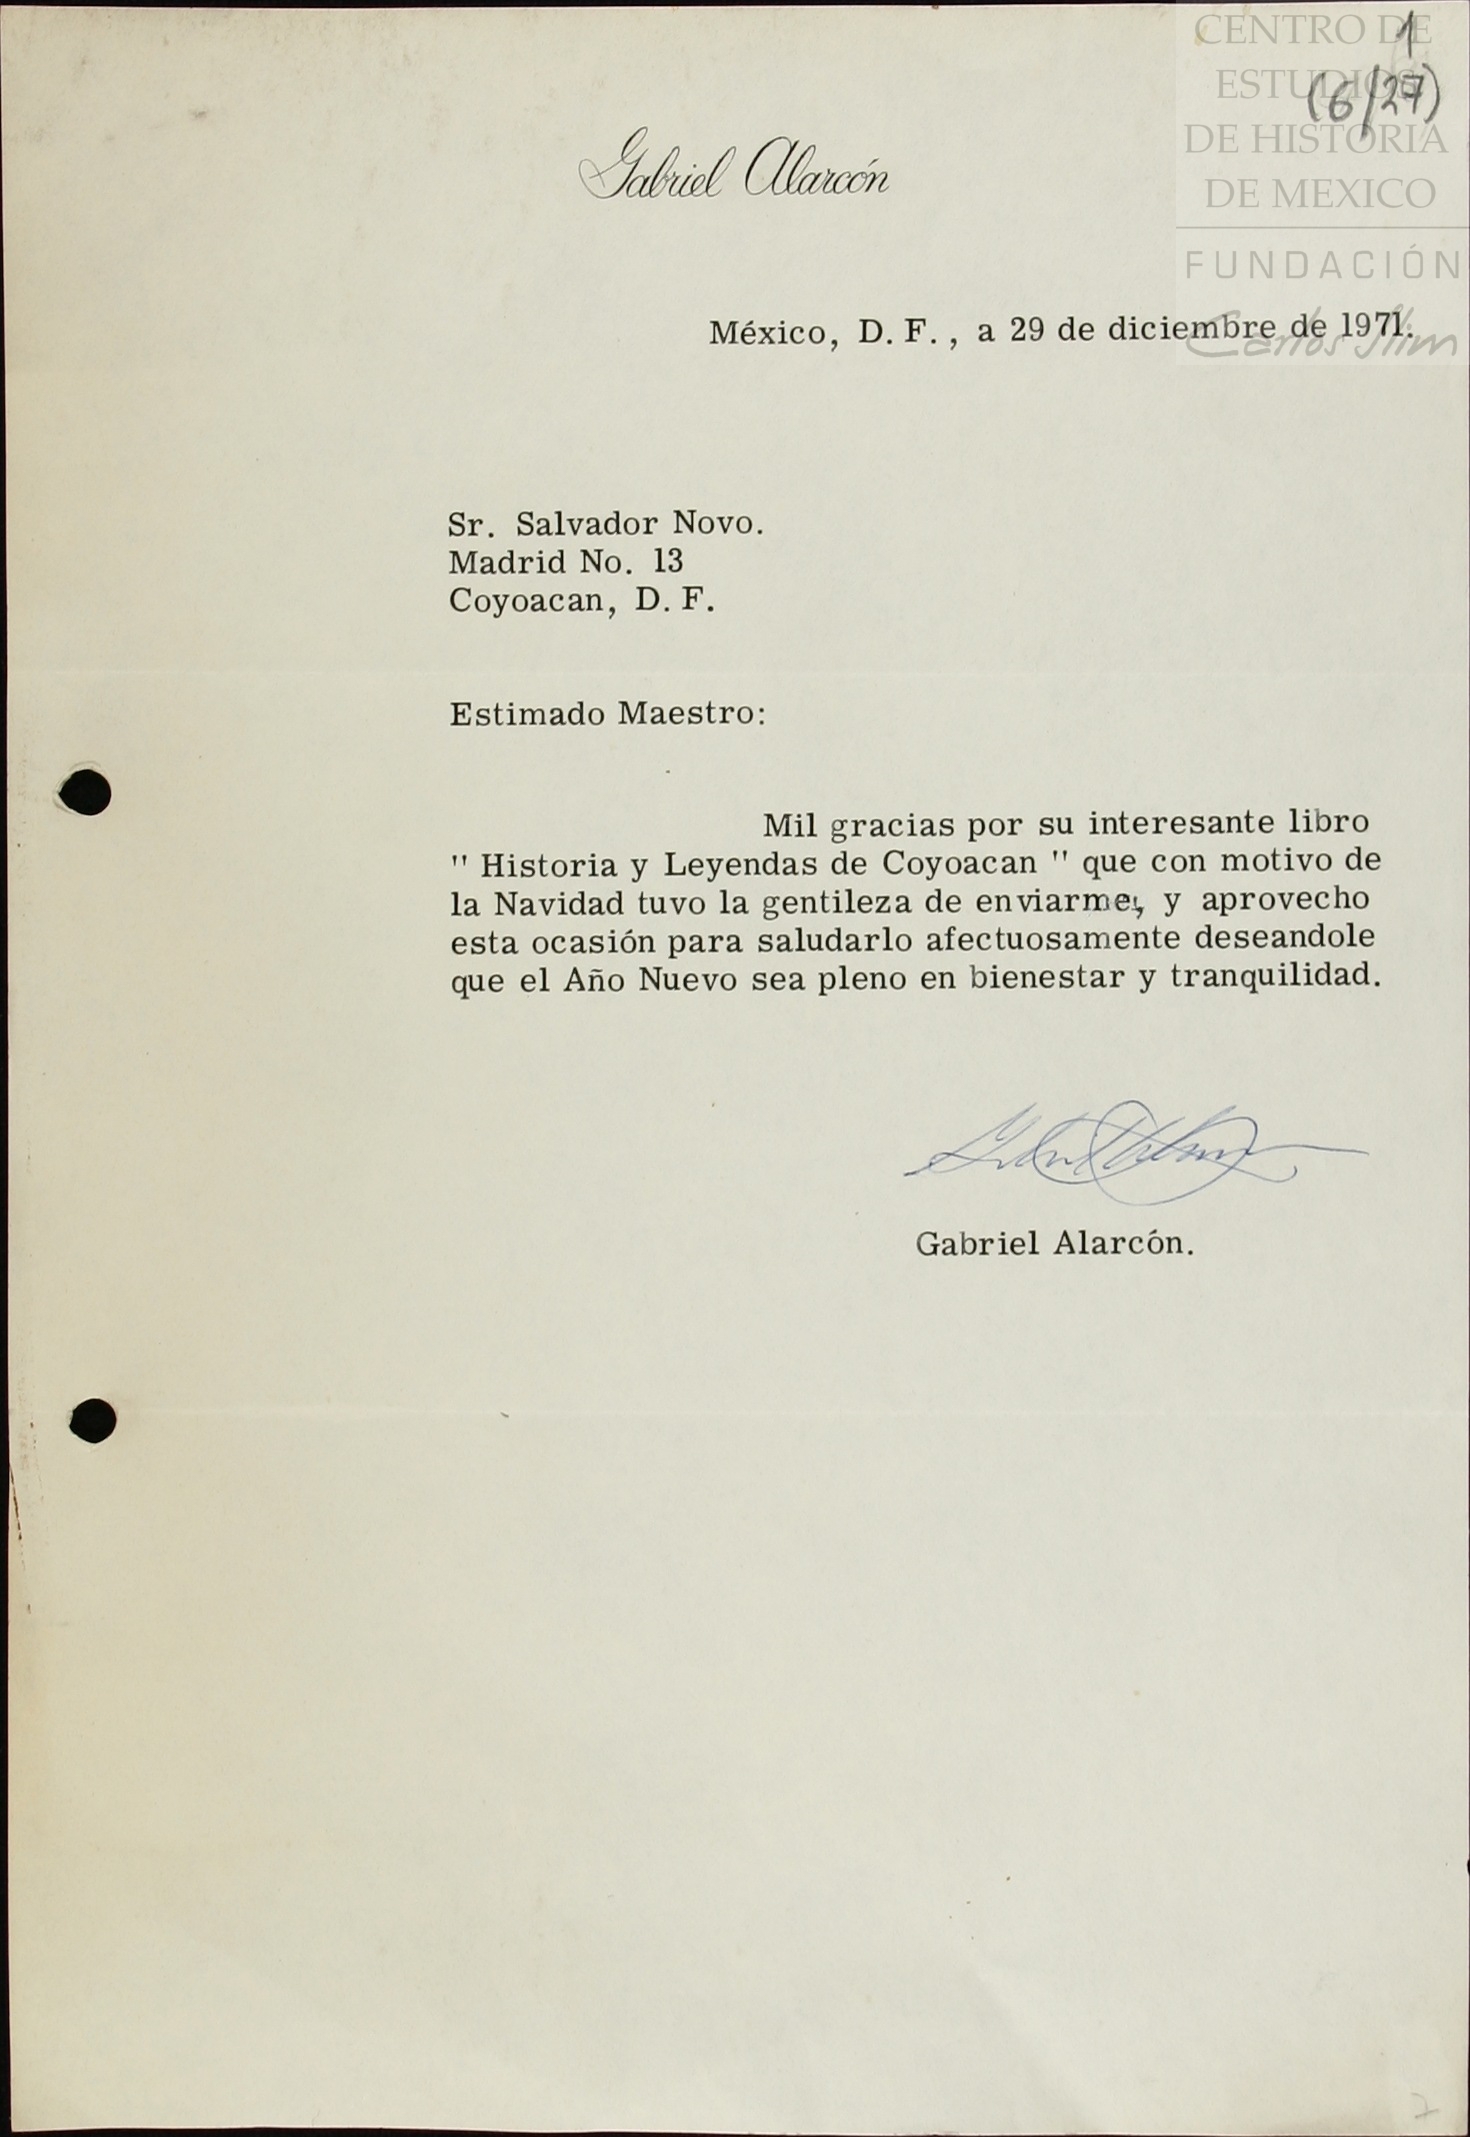 1
(6/27)
CENTRO DE
ESTUDIOS
DE HISTORIA
DE MEXICO
FUNDACIÓN
Carlos Slim
Gabriel Alarcón
México, D. F., a 29 de diciembre de 1971.
Sr. Salvador Novo.
Madrid No. 13
Coyoacan, D. F.
Estimado Maestro:
Mil gracias por su interesante libro
" Historia y Leyendas de Coyoacan " que con motivo de
la Navidad tuvo la gentileza de enviarme, y aprovecho
esta ocasión para saludarlo afectuosamente deseandole
que el Año Nuevo sea pleno en bienestar y tranquilidad.
Gabriel Alarcón.